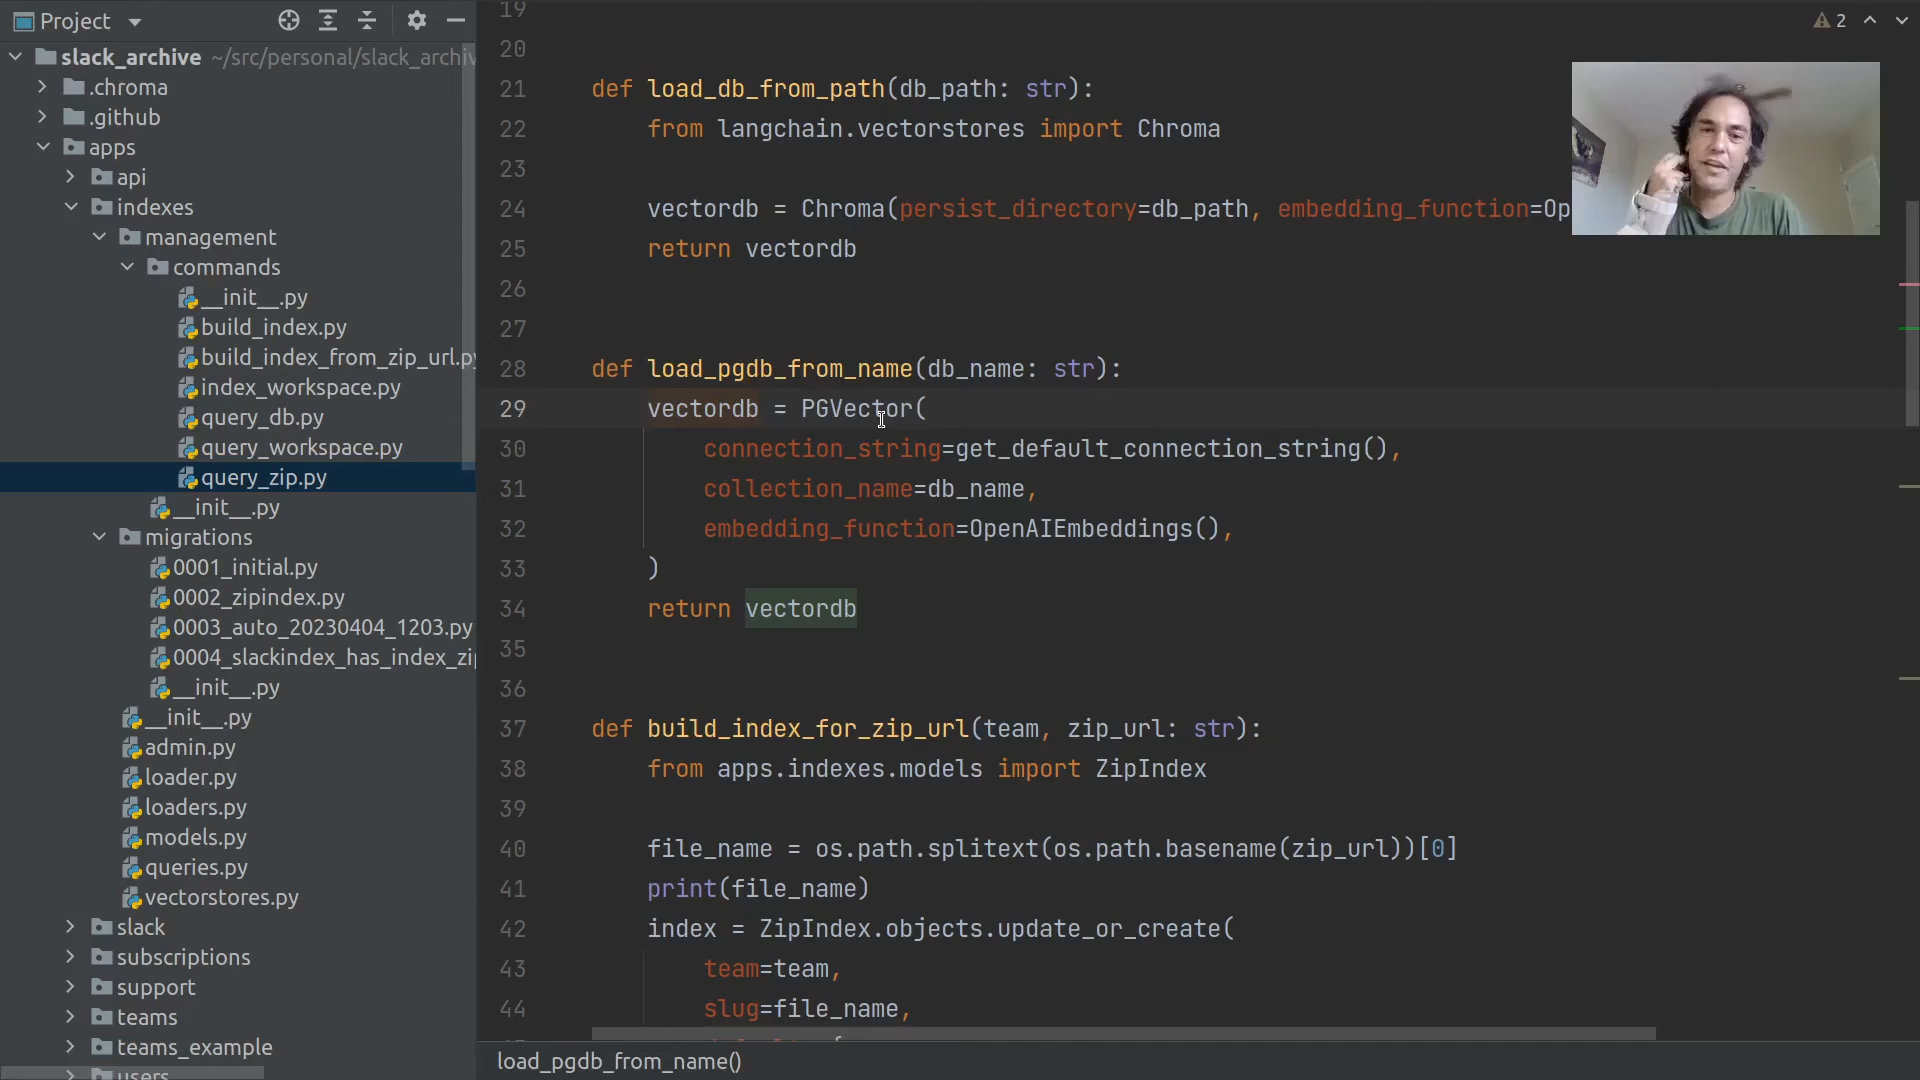 Project
slack_archive ~/src/personal/slack_archiv
.chroma
.github
apps
api
indexes
management
commands
__init__.py
build_index.py
build_index_from_zip_url.py
index_workspace.py
query_db.py
query_workspace.py
query_zip.py
__init__.py
migrations
0001_initial.py
0002_zipindex.py
0003_auto_20230404_1203.py
0004_slackindex_has_index_zi
__init__.py
__init__.py
admin.py
loader.py
loaders.py
models.py
queries.py
vectorstores.py
slack
subscriptions
support
teams
teams_example
users
2
19
20
21 def load_db_from_path(db_path: str):
22 from langchain.vectorstores import Chroma
23
24 vectordb = Chroma(persist_directory=db_path, embedding_function=Op
25 return vectordb
26
27
28 def load_pgdb_from_name(db_name: str):
29 vectordb = PGVector(
30 connection_string=get_default_connection_string(),
31 collection_name=db_name,
32 embedding_function=OpenAIEmbeddings(),
33 )
34 return vectordb
35
36
37 def build_index_for_zip_url(team, zip_url: str):
38 from apps.indexes.models import ZipIndex
39
40 file_name = os.path.splitext(os.path.basename(zip_url))[0]
41 print(file_name)
42 index = ZipIndex.objects.update_or_create(
43 team=team,
44 slug=file_name,
load_pgdb_from_name()